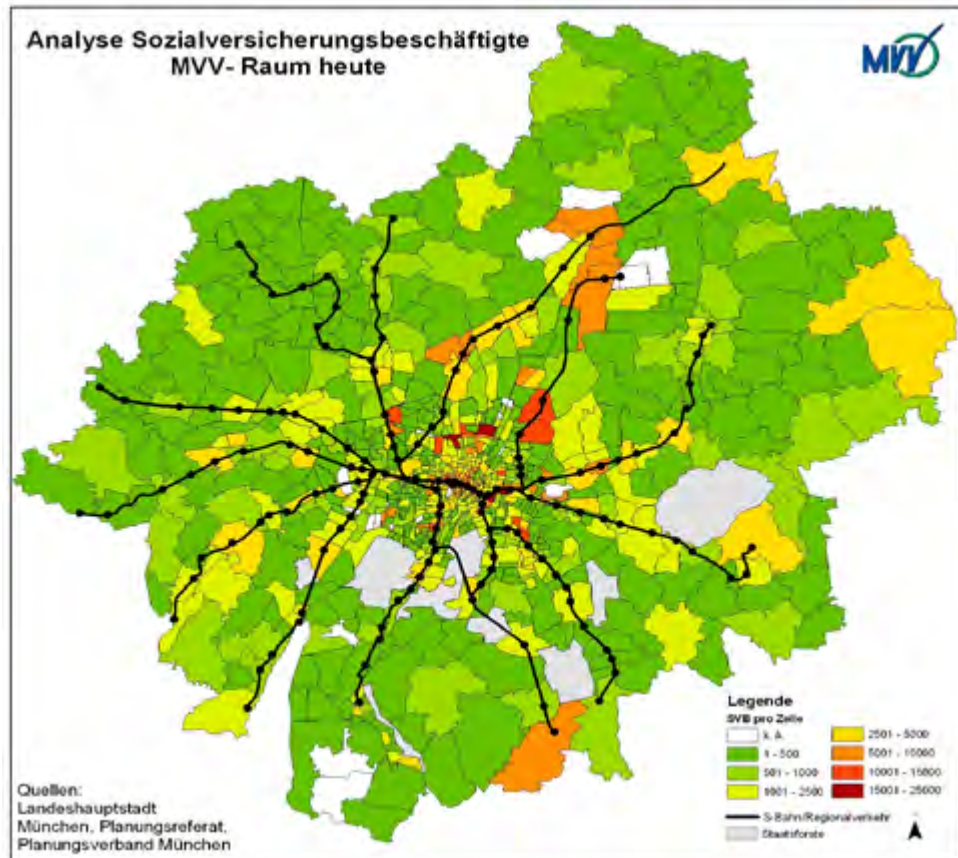 Analyse Sozialversicherungsbeschäftigte
MVV- Raum heute
MVV
Legende
SVB pro Zelle
k. A.
1 - 500
501 - 1000
1001 - 2500
2501 - 5000
5001 - 10000
10001 - 15000
15001 - 25000
S-Bahn/Regionalverkehr
Staatsforste
Quellen:
Landeshauptstadt
München, Planungsreferat,
Planungsverband München